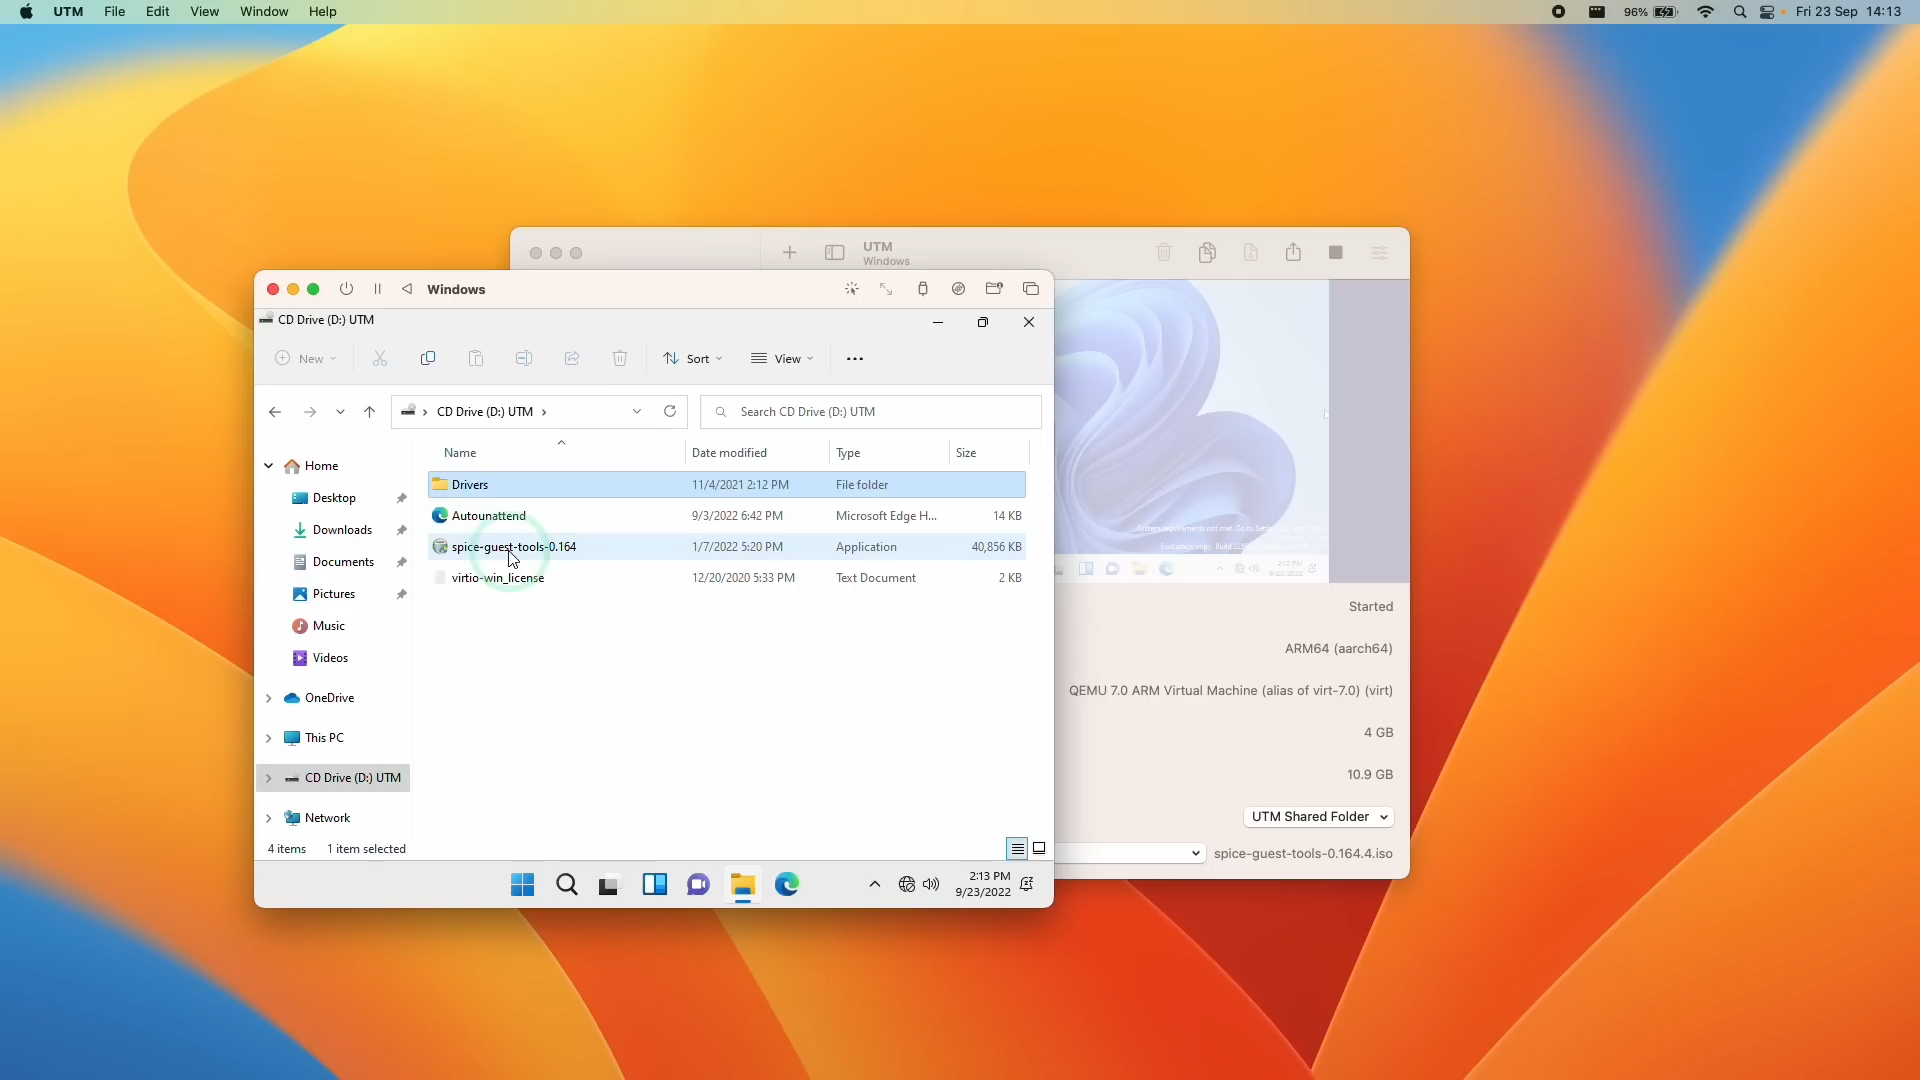 UTM File Edit View Window Help 96% Fri 23 Sep 14:13
UTM
Windows
Windows
CD Drive (D:) UTM
New Sort View
CD Drive (D:) UTM Search CD Drive (D:) UTM
Name Date modified Type Size
Home
Desktop
Downloads
Documents
Pictures
Music
Videos
OneDrive
This PC
CD Drive (D:) UTM
Network
Drivers 11/4/2021 2:12 PM File folder
Autounattend 9/3/2022 6:42 PM Microsoft Edge H... 14 KB
spice-guest-tools-0.164 1/7/2022 5:20 PM Application 40,856 KB
virtio-win_license 12/20/2020 5:33 PM Text Document 2 KB
4 items 1 item selected
2:13 PM
9/23/2022
2:12 PM
9/23/2022
Started
ARM64 (aarch64)
QEMU 7.0 ARM Virtual Machine (alias of virt-7.0) (virt)
4 GB
10.9 GB
UTM Shared Folder
spice-guest-tools-0.164.4.iso